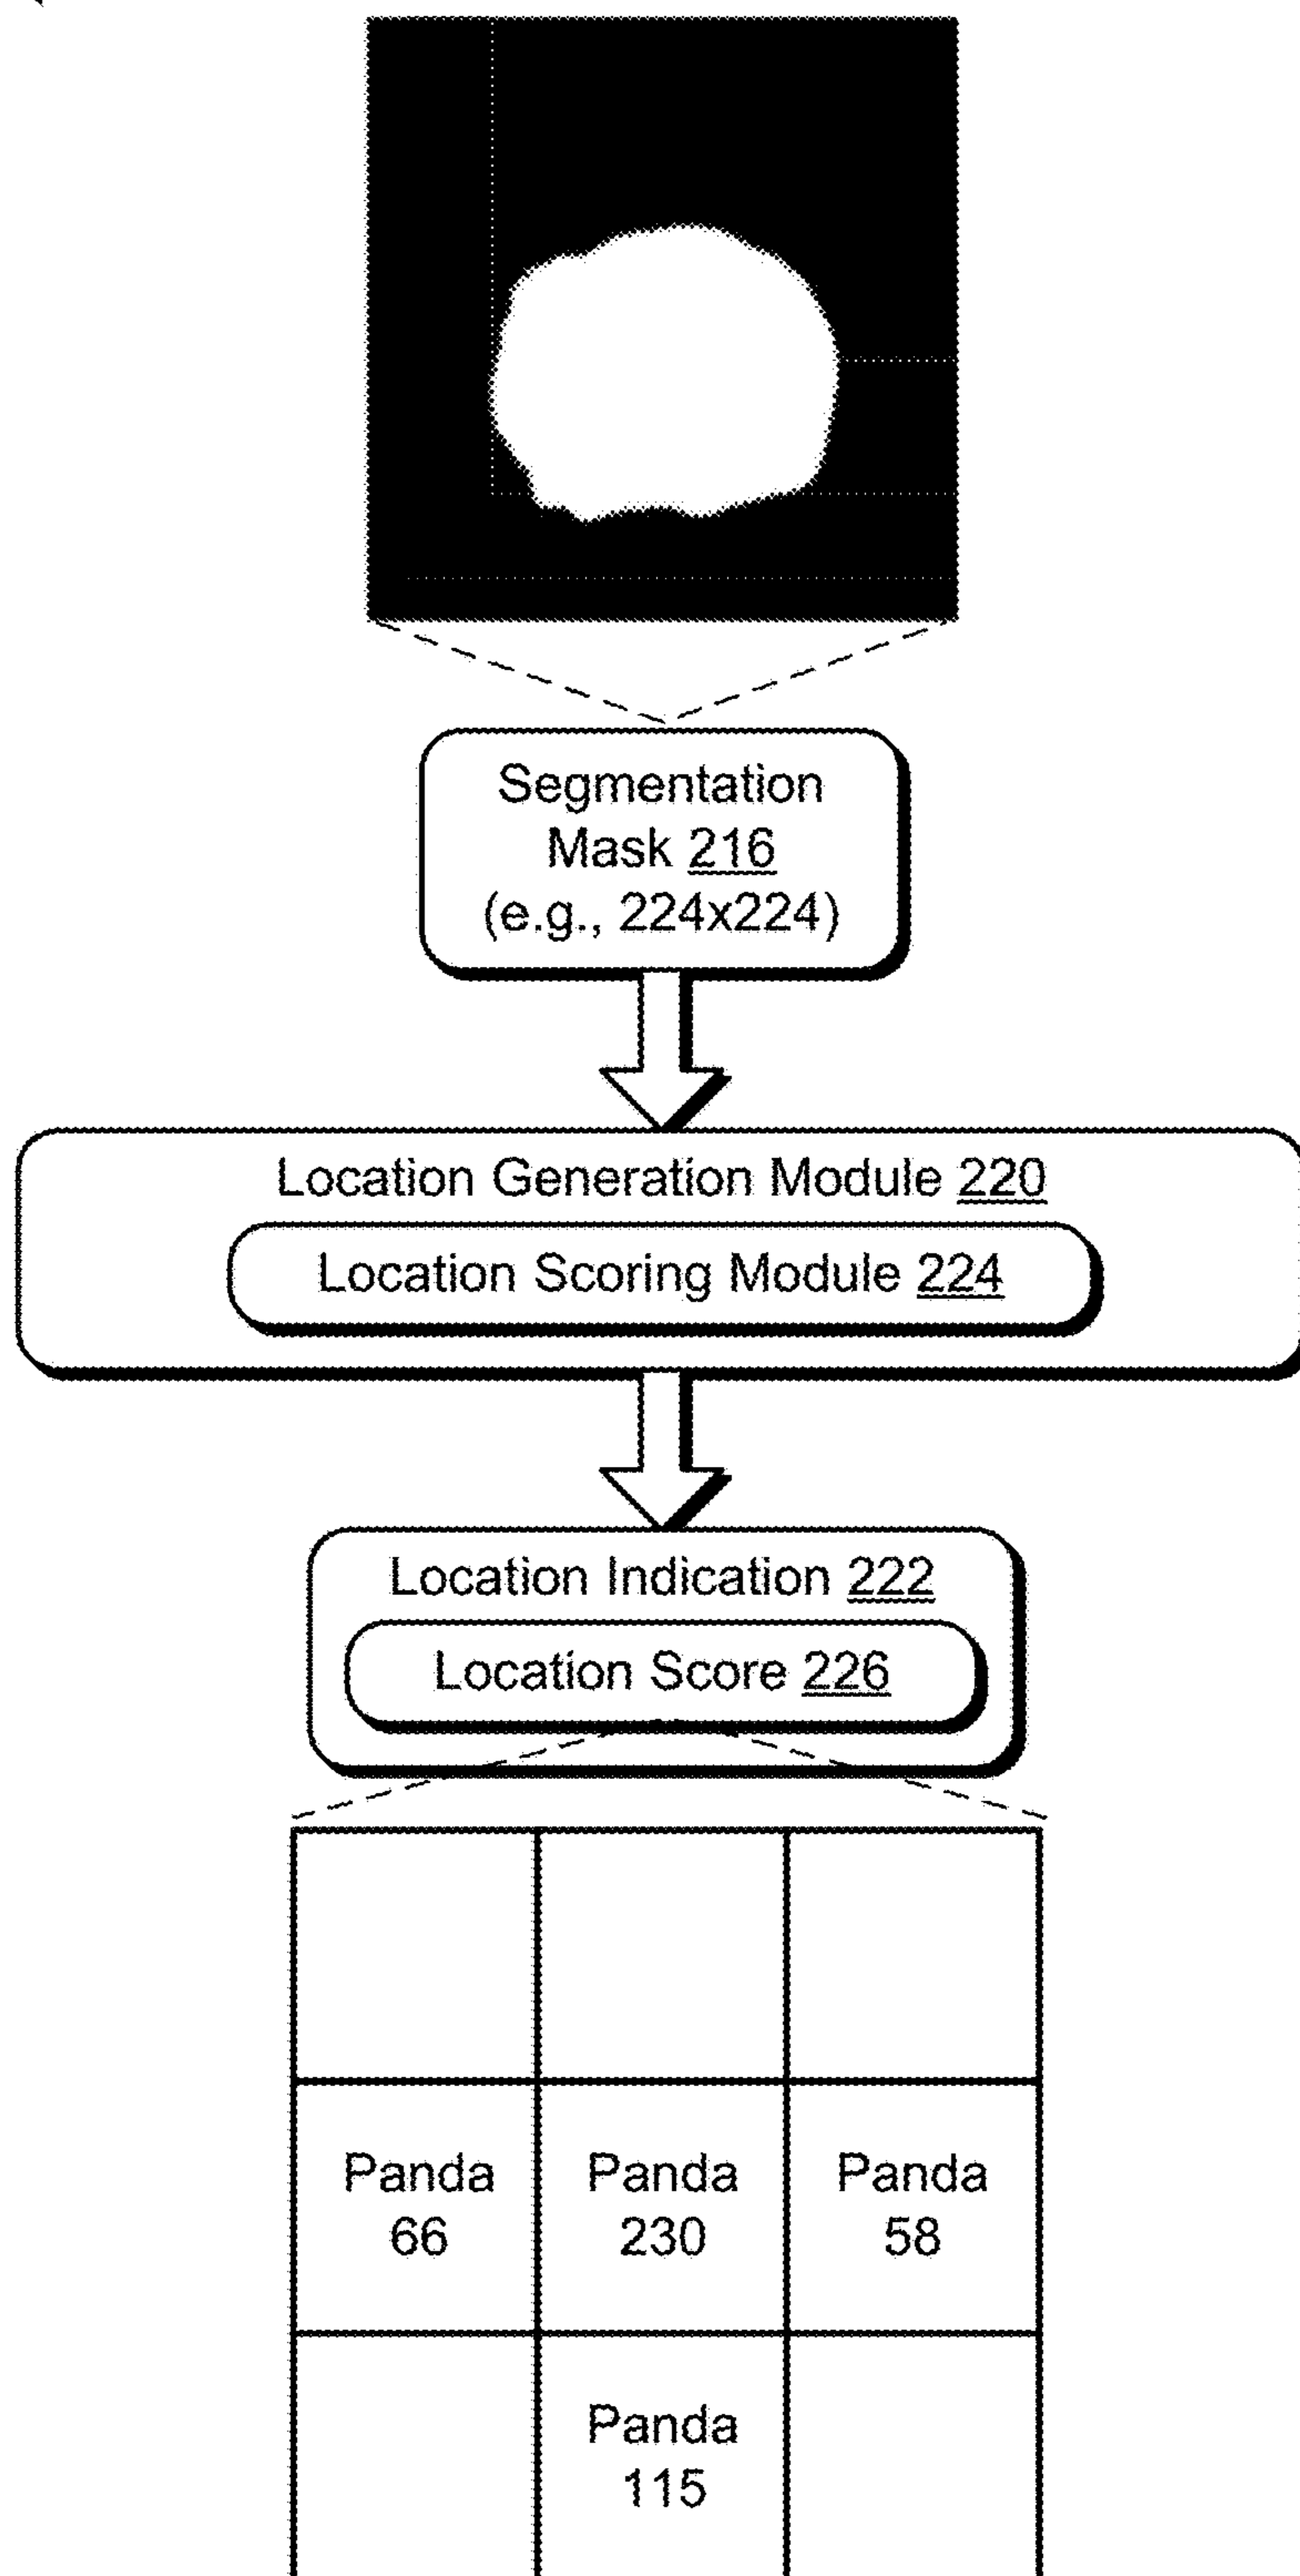 Segmentation
Mask 216
(e.g., 224x224)
Location Generation Module 220
Location Scoring Module 224
Location Indication 222
Location Score 226
Panda Panda Panda
66 230 58
Panda
115